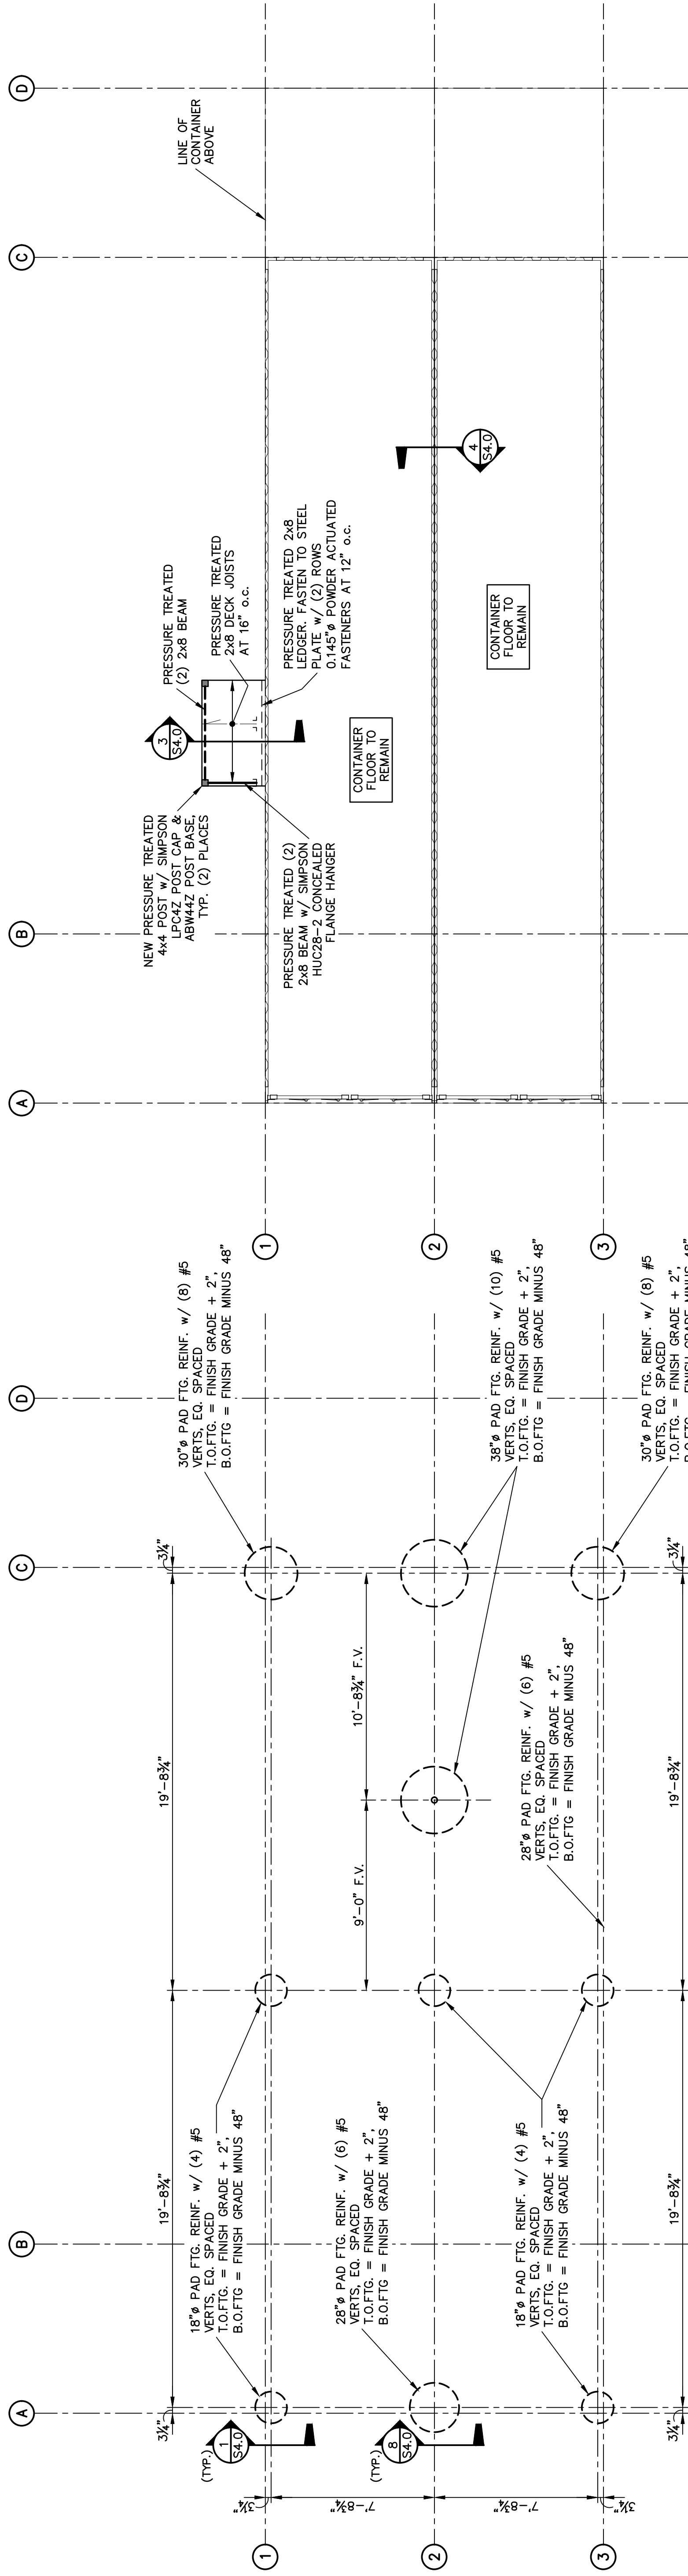 A
B
C
D
1
2
3
3¼"
19'-8¾"
19'-8¾"
3¼"
18"ø PAD FTG. REINF. w/ (4) #5
VERTS, EQ. SPACED
T.O.FTG. = FINISH GRADE + 2",
B.O.FTG = FINISH GRADE MINUS 48"
30"ø PAD FTG. REINF. w/ (8) #5
VERTS, EQ. SPACED
T.O.FTG. = FINISH GRADE + 2",
B.O.FTG = FINISH GRADE MINUS 48"
(TYP.)
1
S4.0
28"ø PAD FTG. REINF. w/ (6) #5
VERTS, EQ. SPACED
T.O.FTG. = FINISH GRADE + 2",
B.O.FTG = FINISH GRADE MINUS 48"
9'-0" F.V.
10'-8¾" F.V.
(TYP.)
8
S4.0
38"ø PAD FTG. REINF. w/ (10) #5
VERTS, EQ. SPACED
T.O.FTG. = FINISH GRADE + 2",
B.O.FTG = FINISH GRADE MINUS 48"
18"ø PAD FTG. REINF. w/ (4) #5
VERTS, EQ. SPACED
T.O.FTG. = FINISH GRADE + 2",
B.O.FTG = FINISH GRADE MINUS 48"
28"ø PAD FTG. REINF. w/ (6) #5
VERTS, EQ. SPACED
T.O.FTG. = FINISH GRADE + 2",
B.O.FTG = FINISH GRADE MINUS 48"
30"ø PAD FTG. REINF. w/ (8) #5
VERTS, EQ. SPACED
T.O.FTG. = FINISH GRADE + 2",
B.O.FTG = FINISH GRADE MINUS 48"
3¼"
7'-8¾"
7'-8¾"
3¼"
3¼"
19'-8¾"
19'-8¾"
3¼"
A
B
C
D
1
2
3
NEW PRESSURE TREATED
4x4 POST w/ SIMPSON
LPC4Z POST CAP &
ABW44Z POST BASE,
TYP. (2) PLACES
3
S4.0
PRESSURE TREATED
(2) 2x8 BEAM
PRESSURE TREATED
2x8 DECK JOISTS
AT 16" o.c.
LINE OF
CONTAINER
ABOVE
PRESSURE TREATED (2)
2x8 BEAM w/ SIMPSON
HUC28-2 CONCEALED
FLANGE HANGER
PRESSURE TREATED 2x8
LEDGER. FASTEN TO STEEL
PLATE w/ (2) ROWS
0.145"ø POWDER ACTUATED
FASTENERS AT 12" o.c.
CONTAINER
FLOOR TO
REMAIN
4
S4.0
CONTAINER
FLOOR TO
REMAIN